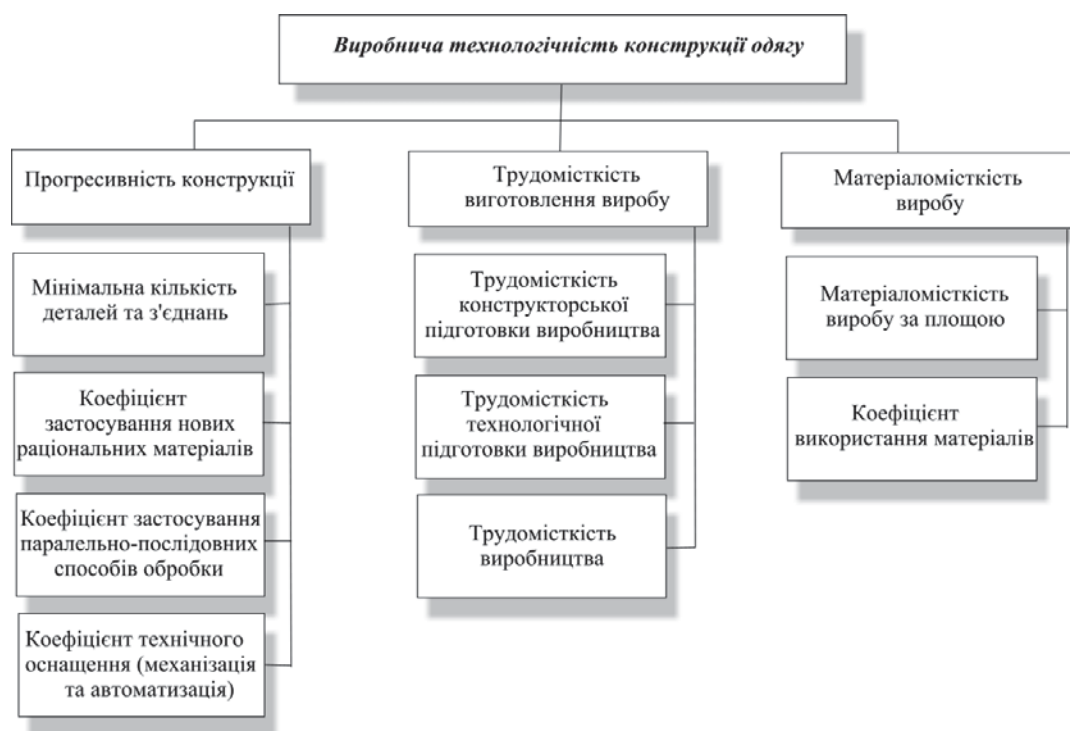 Виробнича технологічність конструкції одягу
Прогресивність конструкції
Мінімальна кількість
деталей та з'єднань
Коефіцієнт
застосування нових
раціональних матеріалів
Коефіцієнт застосування
паралельно-послідовних
способів обробки
Коефіцієнт технічного
оснащення (механізація
та автоматизація)
Трудомісткість
виготовлення виробу
Трудомісткість
конструкторської
підготовки виробництва
Трудомісткість
технологічної
підготовки виробництва
Трудомісткість
виробництва
Матеріаломісткість
виробу
Матеріаломісткість
виробу за площою
Коефіцієнт
використання матеріалів